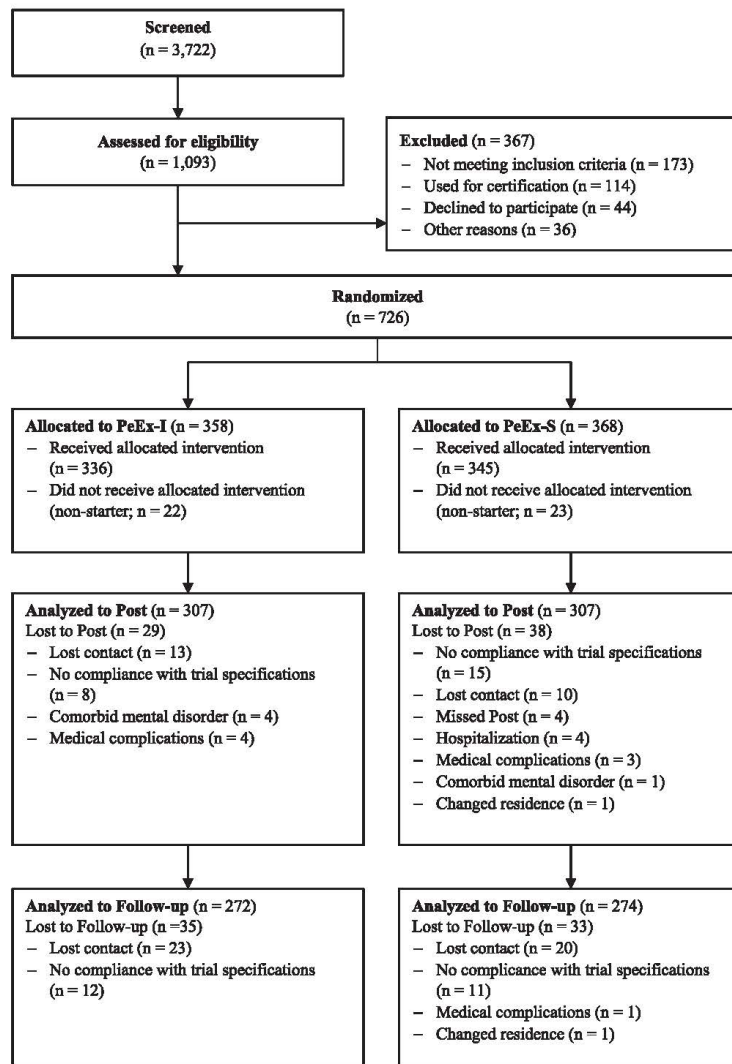 Screened
(n = 3,722)
Assessed for eligibility
(n = 1,093)
Excluded (n = 367)
– Not meeting inclusion criteria (n = 173)
– Used for certification (n = 114)
– Declined to participate (n = 44)
– Other reasons (n = 36)
Randomized
(n = 726)
Allocated to PeEx-I (n = 358)
– Received allocated intervention
(n = 336)
– Did not receive allocated intervention
(non-starter; n = 22)
Allocated to PeEx-S (n = 368)
– Received allocated intervention
(n = 345)
– Did not receive allocated intervention
(non-starter; n = 23)
Analyzed to Post (n = 307)
Lost to Post (n = 29)
– Lost contact (n = 13)
– No compliance with trial specifications
(n = 8)
– Comorbid mental disorder (n = 4)
– Medical complications (n = 4)
Analyzed to Post (n = 307)
Lost to Post (n = 38)
– No compliance with trial specifications
(n = 15)
– Lost contact (n = 10)
– Missed Post (n = 4)
– Hospitalization (n = 4)
– Medical complications (n = 3)
– Comorbid mental disorder (n = 1)
– Changed residence (n = 1)
Analyzed to Follow-up (n = 272)
Lost to Follow-up (n =35)
– Lost contact (n = 23)
– No compliance with trial specifications
(n = 12)
Analyzed to Follow-up (n = 274)
Lost to Follow-up (n = 33)
– Lost contact (n = 20)
– No complicance with trial specifications
(n = 11)
– Medical complications (n = 1)
– Changed residence (n = 1)